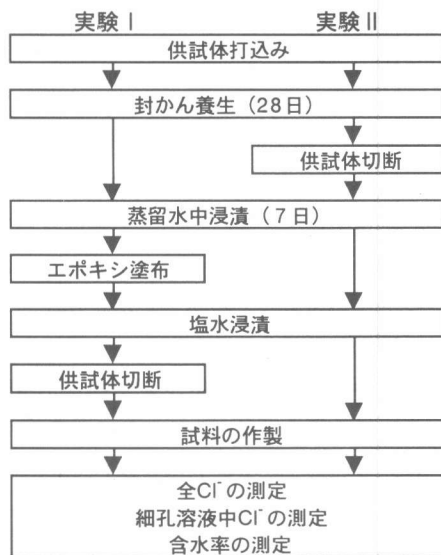 実験Ⅰ 実験Ⅱ
供試体打込み
封かん養生（28日）
供試体切断
蒸留水中浸漬（7日）
エポキシ塗布
塩水浸漬
供試体切断
試料の作製
全Cl⁻の測定
細孔溶液中Cl⁻の測定
含水率の測定